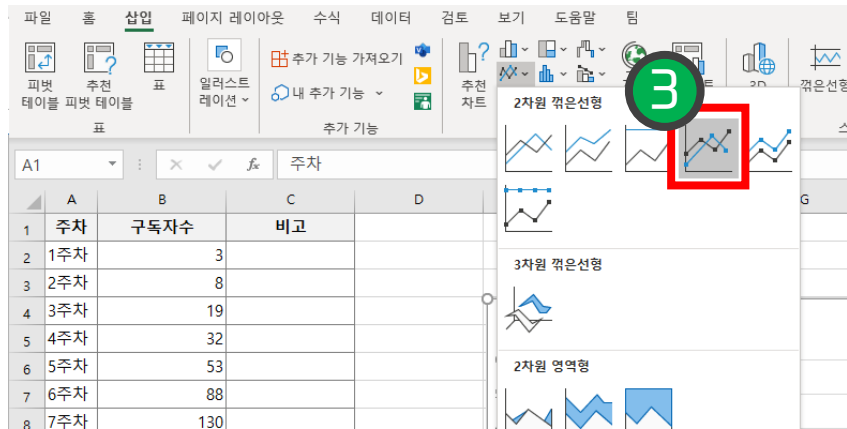 파일 홈 삽입 페이지 레이아웃 수식 데이터 검토 보기 도움말 팀
피벗 테이블
추천 피벗 테이블
표
일러스트레이션
추가 기능 가져오기
내 추가 기능
추천 차트
3
3D
꺾은선형
표
추가 기능
2차원 꺾은선형
A1
fx
주차
A B C D G
1 주차 구독자수 비고
2 1주차 3
3 2주차 8
4 3주차 19
5 4주차 32
6 5주차 53
7 6주차 88
8 7주차 130
3차원 꺾은선형
2차원 영역형